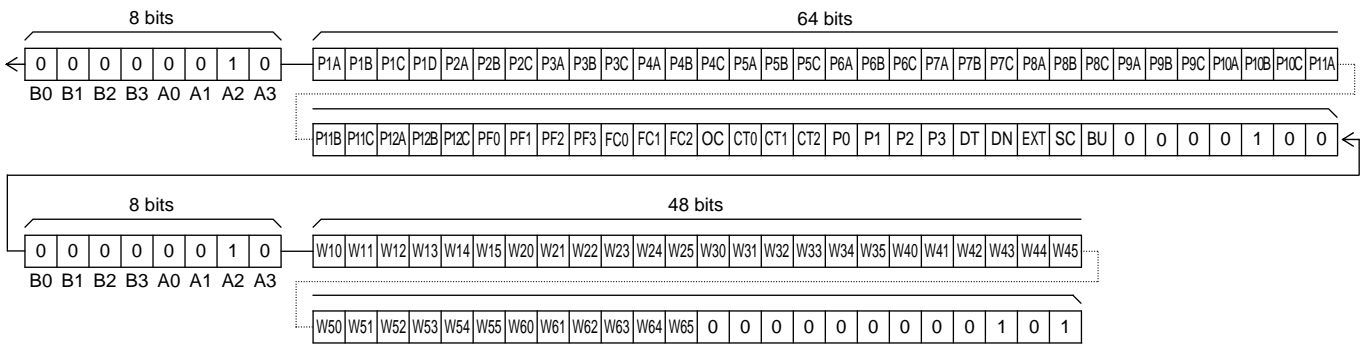 8 bits 64 bits
0 0 0 0 0 0 1 0 P1A P1B P1C P1D P2A P2B P2C P3A P3B P3C P4A P4B P4C P5A P5B P5C P6A P6B P6C P7A P7B P7C P8A P8B P8C P9A P9B P9C P10A P10B P10C P11A
B0 B1 B2 B3 A0 A1 A2 A3
P11B P11C P12A P12B P12C PF0 PF1 PF2 PF3 FC0 FC1 FC2 OC CT0 CT1 CT2 P0 P1 P2 P3 DT DN EXT SC BU 0 0 0 0 1 0 0
8 bits 48 bits
0 0 0 0 0 0 1 0 W10 W11 W12 W13 W14 W15 W20 W21 W22 W23 W24 W25 W30 W31 W32 W33 W34 W35 W40 W41 W42 W43 W44 W45
B0 B1 B2 B3 A0 A1 A2 A3
W50 W51 W52 W53 W54 W55 W60 W61 W62 W63 W64 W65 0 0 0 0 0 0 0 0 0 1 0 1